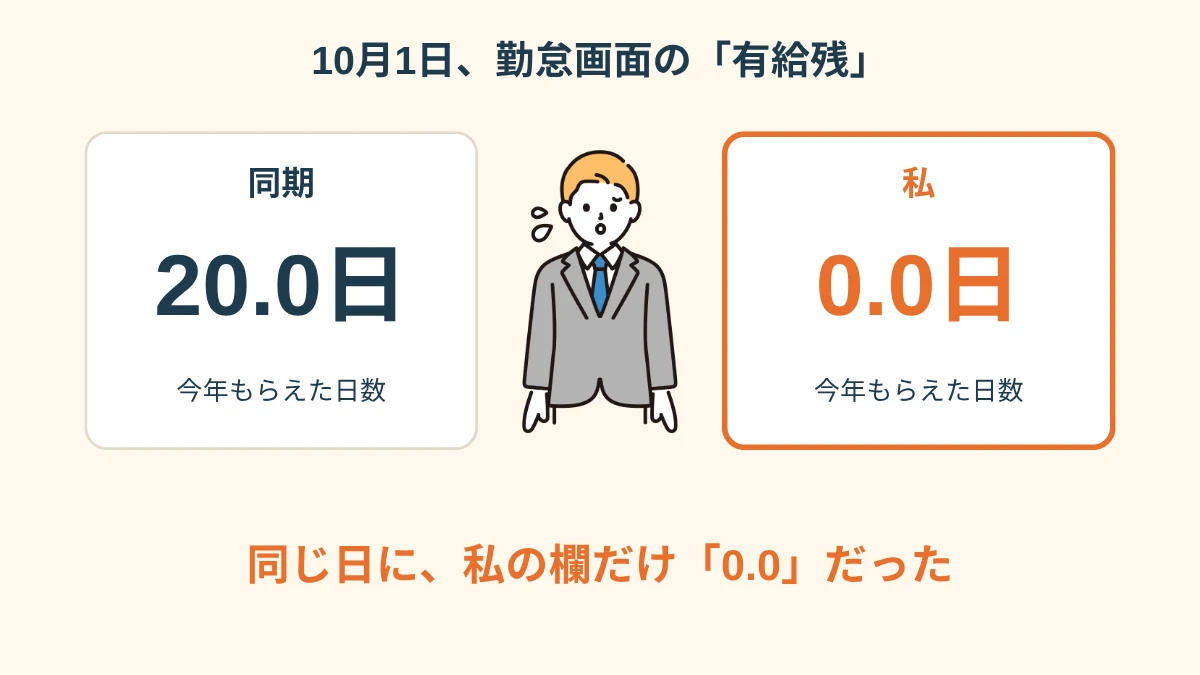 10月1日、勤怠画面の「有給残」
同期
20.0日
今年もらえた日数
私
0.0日
今年もらえた日数
同じ日に、私の欄だけ「0.0」だった